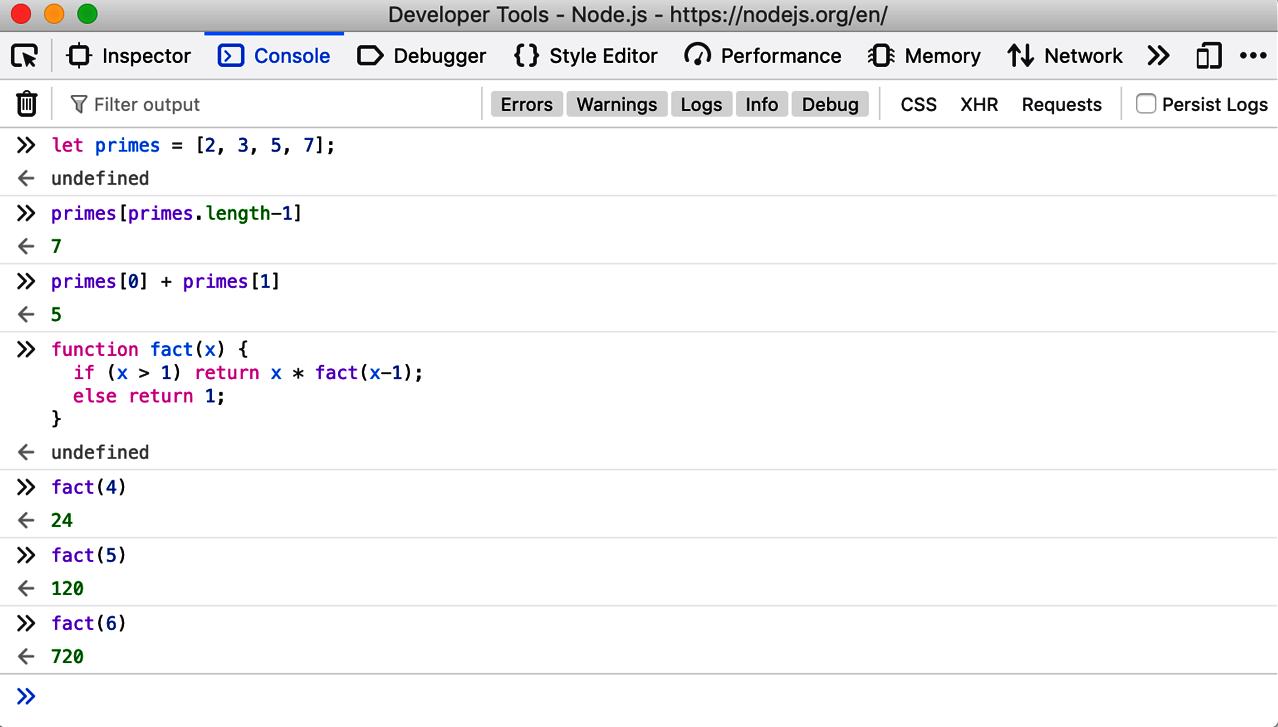 Developer Tools - Node.js - https://nodejs.org/en/
Inspector Console Debugger {} Style Editor Performance Memory Network
Filter output Errors Warnings Logs Info Debug CSS XHR Requests Persist Logs
let primes = [2, 3, 5, 7];
undefined
primes[primes.length-1]
7
primes[0] + primes[1]
5
function fact(x) {
  if (x > 1) return x * fact(x-1);
  else return 1;
}
undefined
fact(4)
24
fact(5)
120
fact(6)
720